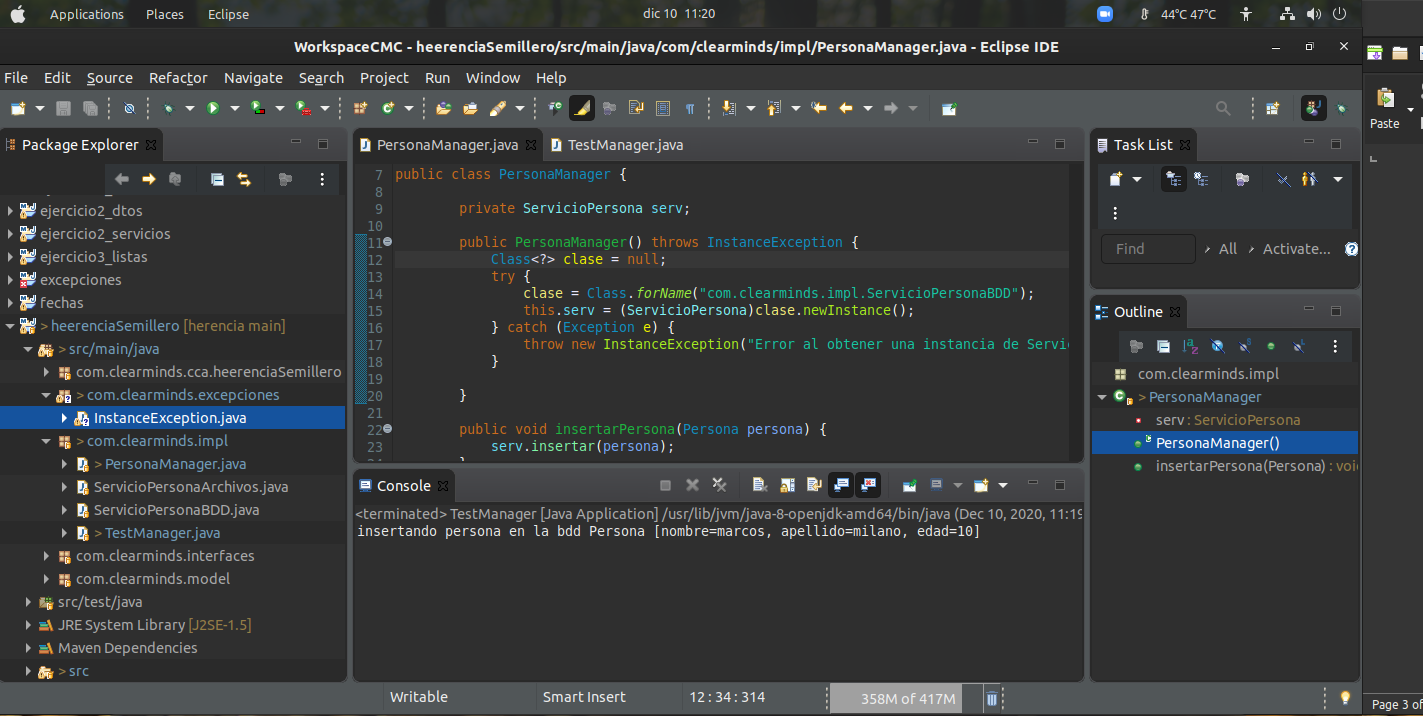 Applications Places Eclipse dic 10 11:20 44℃ 47℃
WorkspaceCMC - heerenciaSemillero/src/main/java/com/clearminds/impl/PersonaManager.java - Eclipse IDE
File Edit Source Refactor Navigate Search Project Run Window Help
Paste
Package Explorer
ejercicio2_dtos
ejercicio2_servicios
ejercicio3_listas
excepciones
fechas
> heerenciaSemillero [herencia main]
> src/main/java
com.clearminds.cca.heerenciaSemillero
> com.clearminds.excepciones
InstanceException.java
> com.clearminds.impl
> PersonaManager.java
ServicioPersonaArchivos.java
ServicioPersonaBDD.java
> TestManager.java
com.clearminds.interfaces
com.clearminds.model
src/test/java
JRE System Library [J2SE-1.5]
Maven Dependencies
> src
PersonaManager.java TestManager.java
7 public class PersonaManager {
8
9 private ServicioPersona serv;
10
11 public PersonaManager() throws InstanceException {
12 Class<?> clase = null;
13 try {
14 clase = Class.forName("com.clearminds.impl.ServicioPersonaBDD");
15 this.serv = (ServicioPersona)clase.newInstance();
16 } catch (Exception e) {
17 throw new InstanceException("Error al obtener una instancia de Servi
18 }
19
20 }
21
22 public void insertarPersona(Persona persona) {
23 serv.insertar(persona);
Console
<terminated> TestManager [Java Application] /usr/lib/jvm/java-8-openjdk-amd64/bin/java (Dec 10, 2020, 11:19
insertando persona en la bdd Persona [nombre=marcos, apellido=milano, edad=10]
Task List
Find All Activate...
Outline
com.clearminds.impl
> PersonaManager
serv : ServicioPersona
PersonaManager()
insertarPersona(Persona) : void
Writable Smart Insert 12 : 34 : 314 358M of 417M
Page 3 of